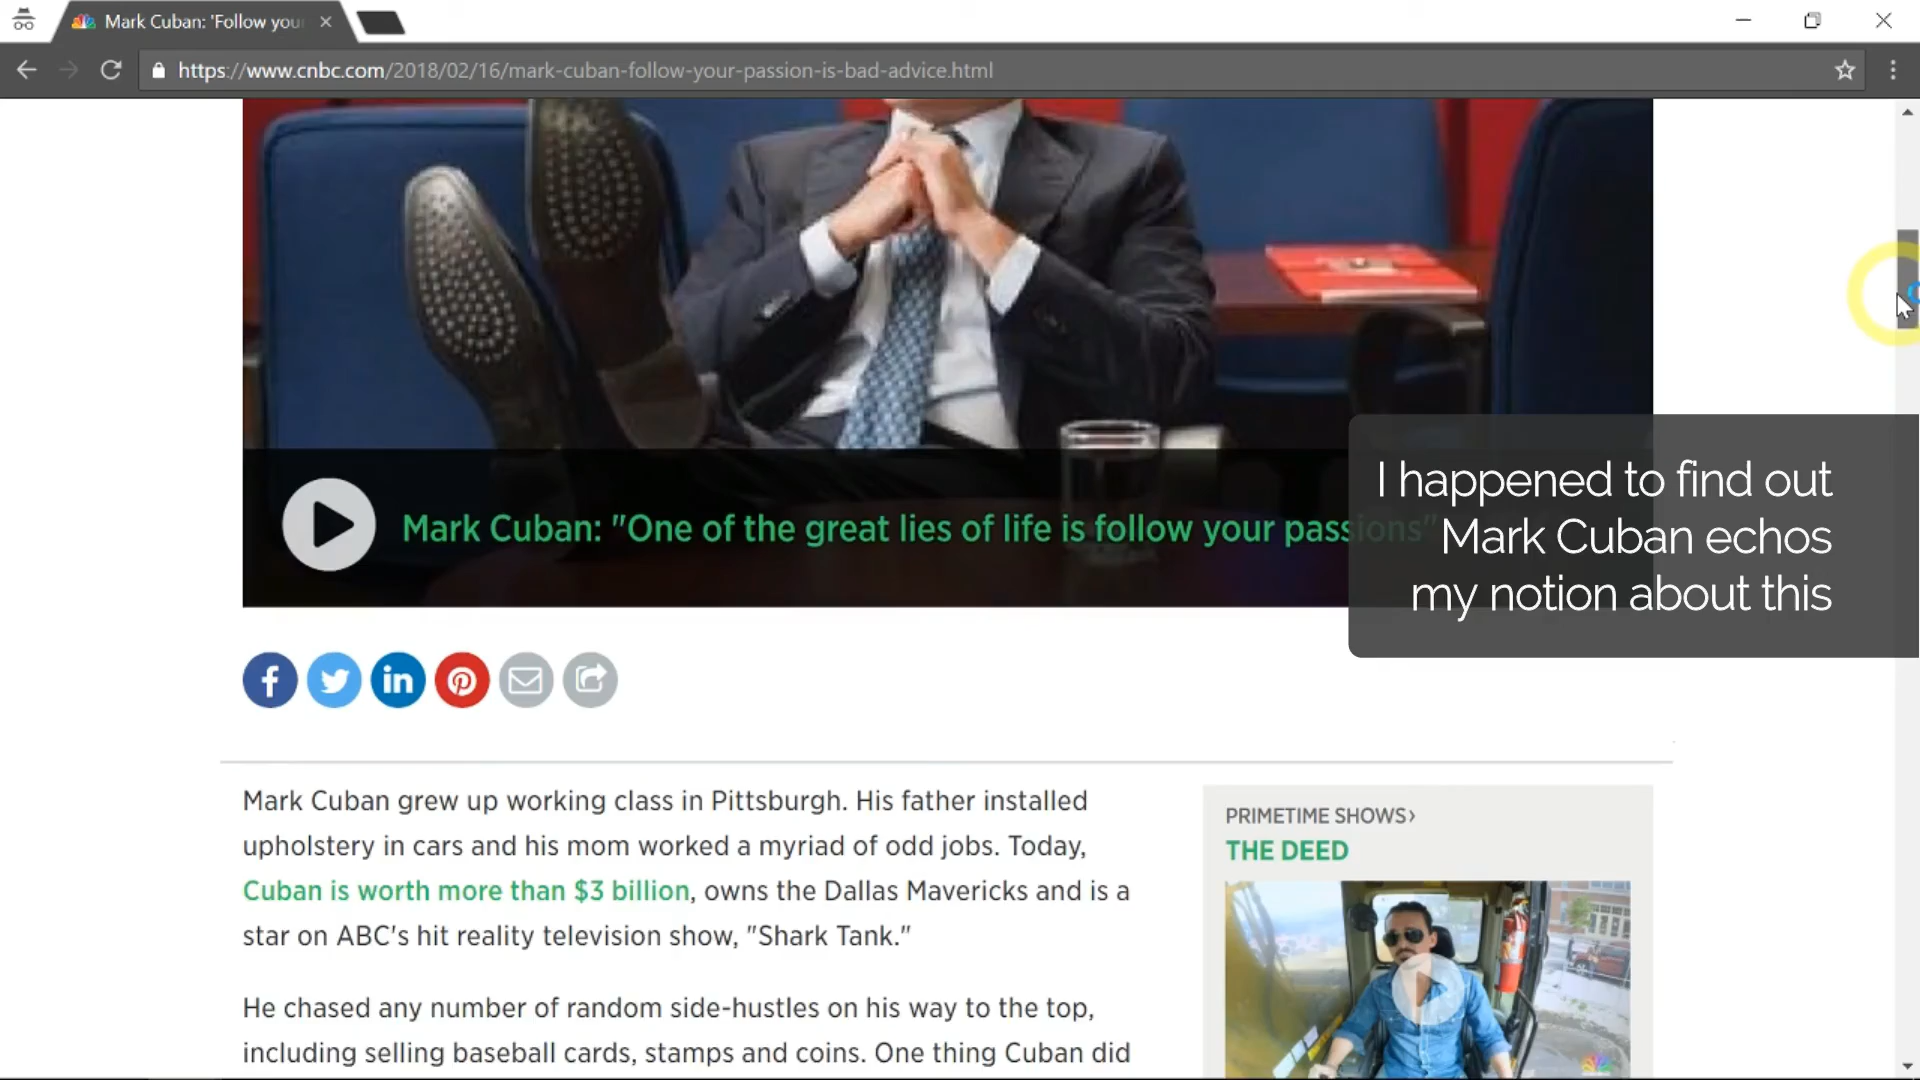 Mark Cuban: 'Follow you
https://www.cnbc.com/2018/02/16/mark-cuban-follow-your-passion-is-bad-advice.html
Mark Cuban: "One of the great lies of life is follow your passions"
I happened to find out
Mark Cuban echos
my notion about this
f
in
Mark Cuban grew up working class in Pittsburgh. His father installed
upholstery in cars and his mom worked a myriad of odd jobs. Today,
Cuban is worth more than $3 billion, owns the Dallas Mavericks and is a
star on ABC's hit reality television show, "Shark Tank."
He chased any number of random side-hustles on his way to the top,
including selling baseball cards, stamps and coins. One thing Cuban did
PRIMETIME SHOWS›
THE DEED